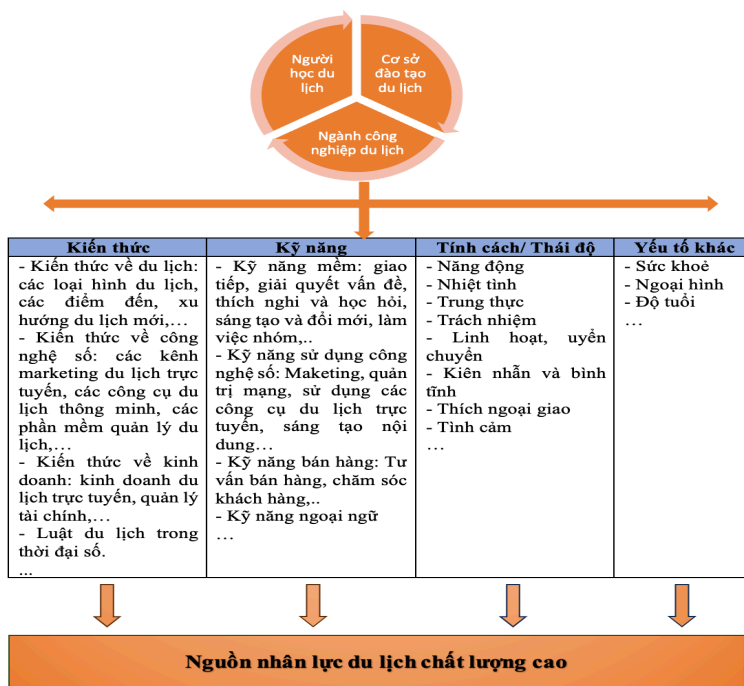 Người
học du
lịch
Cơ sở
đào tạo
du lịch
Ngành công
nghiệp du lịch
Kiến thức
- Kiến thức về du lịch:
các loại hình du lịch,
các điểm đến, xu
hướng du lịch mới,…
- Kiến thức về công
nghệ số: các kênh
marketing du lịch trực
tuyến, các công cụ du
lịch thông minh, các
phần mềm quản lý du
lịch,…
- Kiến thức về kinh
doanh: kinh doanh du
lịch trực tuyến, quản lý
tài chính,…
- Luật du lịch trong
thời đại số.
...
Kỹ năng
- Kỹ năng mềm: giao
tiếp, giải quyết vấn đề,
thích nghi và học hỏi,
sáng tạo và đổi mới, làm
việc nhóm,..
- Kỹ năng sử dụng công
nghệ số: Maketing, quản
trị mạng, sử dụng các
công cụ du lịch trực
tuyến, sáng tạo nội
dung…
- Kỹ năng bán hàng: Tư
vấn bán hàng, chăm sóc
khách hàng,..
- Kỹ năng ngoại ngữ
…
Tính cách/ Thái độ
- Năng động
- Nhiệt tình
- Trung thực
- Trách nhiệm
- Linh hoạt, uyển
chuyển
- Kiên nhẫn và bình
tĩnh
- Thích ngoại giao
- Tình cảm
…
Yếu tố khác
- Sức khoẻ
- Ngoại hình
- Độ tuổi
…
Nguồn nhân lực du lịch chất lượng cao